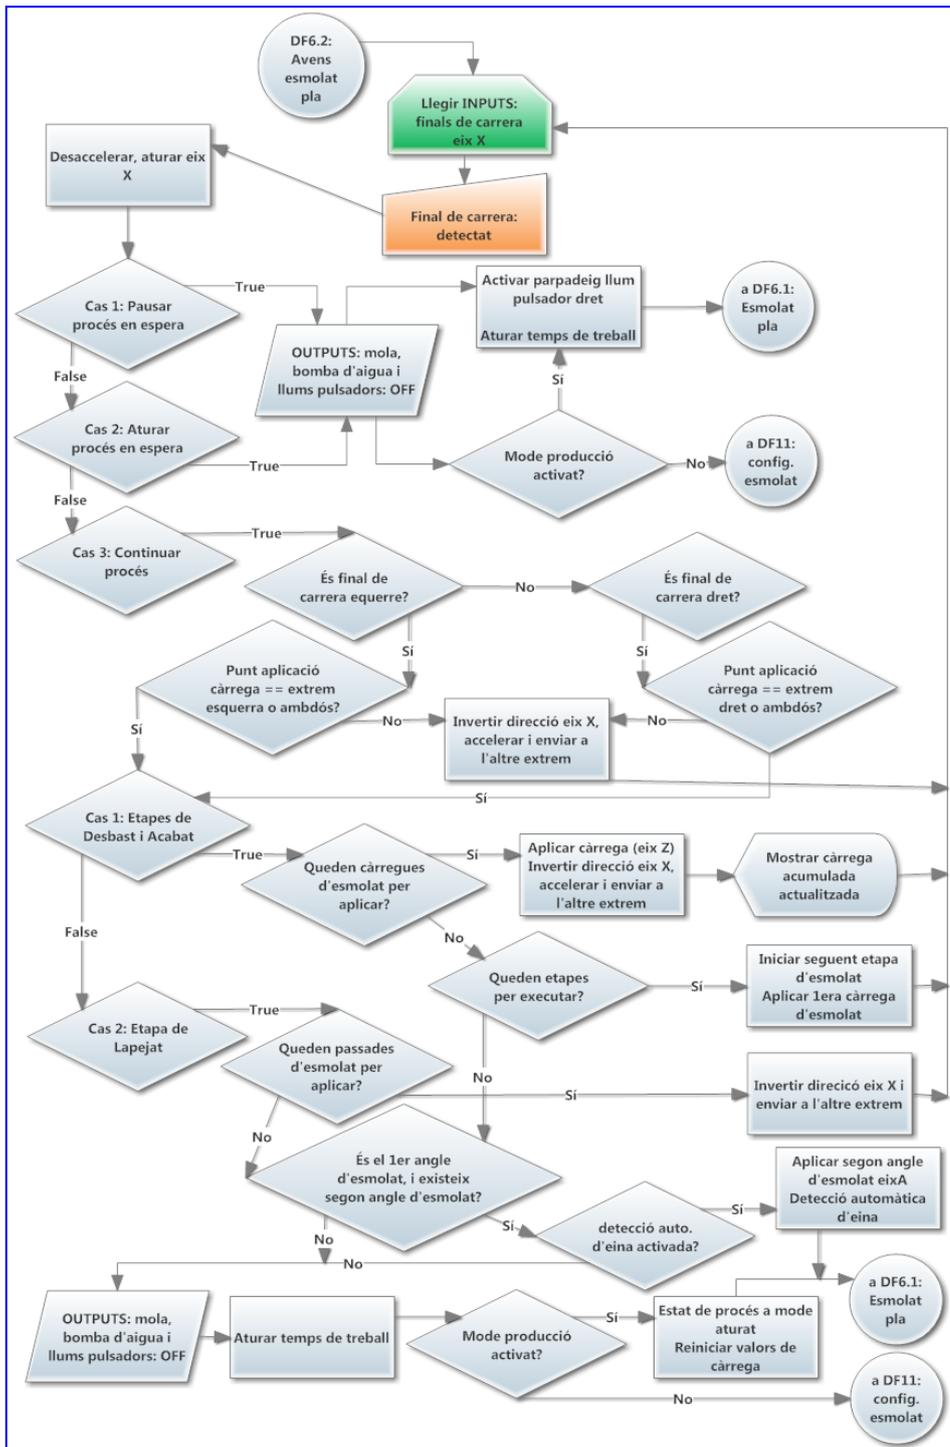 DF6.2:
Avens
esmolat
pla
Llegir INPUTS:
finals de carrera
eix X
Desaccelerar, aturar eix
X
Final de carrera:
detectat
Cas 1: Pausar
procés en espera
True
False
OUTPUTS: mola,
bomba d'aigua i
llums pulsadors: OFF
Activar parpadeig llum
pulsador dret
Aturar temps de treball
a DF6.1:
Esmolat
pla
Sí
Cas 2: Aturar
procés en espera
True
False
Mode producció
activat?
No
a DF11:
config.
esmolat
Cas 3: Continuar
procés
True
És final de
carrera equerre?
No
És final de
carrera dret?
Sí
Sí
Punt aplicació
càrrega == extrem
esquerra o ambdós?
No
Invertir direcció eix X,
accelerar i enviar a
l'altre extrem
No
Punt aplicació
càrrega == extrem
dret o ambdós?
Sí
Sí
Cas 1: Etapes de
Desbast i Acabat
True
False
Queden càrregues
d'esmolat per
aplicar?
Sí
Aplicar càrrega (eix Z)
Invertir direcció eix X,
accelerar i enviar a
l'altre extrem
Mostrar càrrega
acumulada
actualitzada
No
Queden etapes
per executar?
Sí
Iniciar seguent etapa
d'esmolat
Aplicar 1era càrrega
d'esmolat
Cas 2: Etapa de
Lapejat
True
Queden passades
d'esmolat per
aplicar?
No
Sí
Invertir direicó eix X i
enviar a l'altre extrem
No
És el 1er angle
d'esmolat, i existeix
segon angle d'esmolat?
Sí
No
detecció auto.
d'eina activada?
Sí
No
Aplicar segon angle
d'esmolat eixA
Detecció automàtica
d'eina
a DF6.1:
Esmolat
pla
OUTPUTS: mola,
bomba d'aigua i
llums pulsadors: OFF
Aturar temps de treball
Mode producció
activat?
Sí
Estat de procés a mode
aturat
Reiniciar valors de
càrrega
No
a DF11:
config.
esmolat